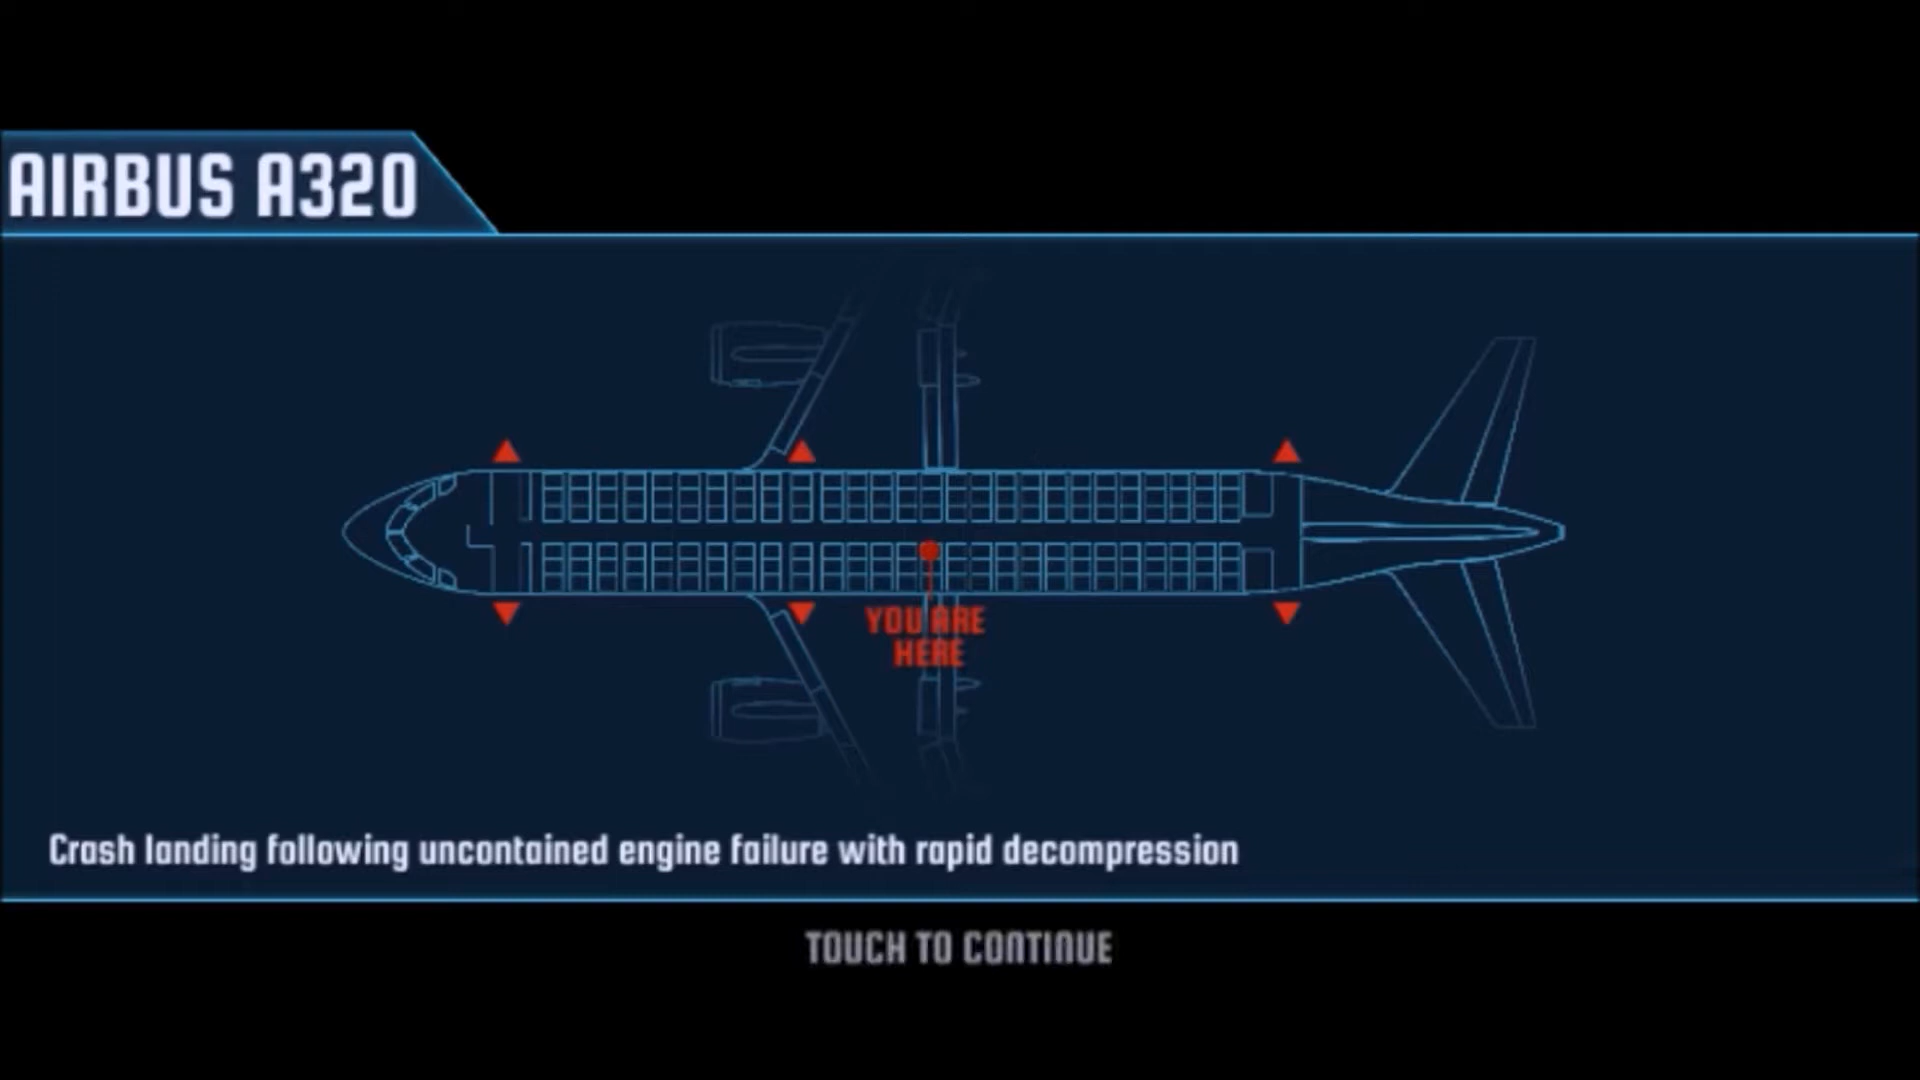 AIRBUS A320
YOU ARE
HERE
Crash landing following uncontained engine failure with rapid decompression
TOUCH TO CONTINUE